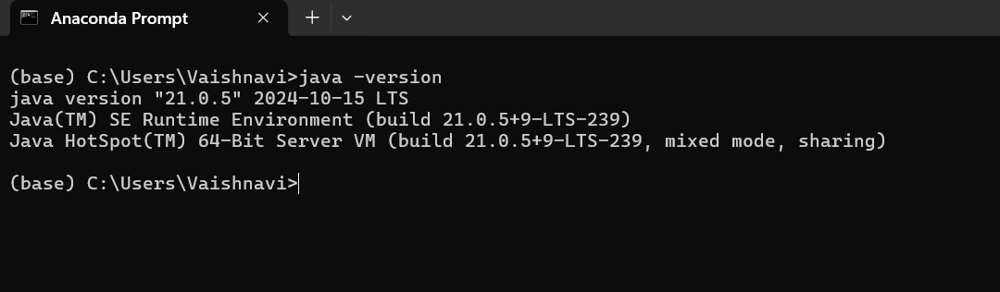 Anaconda Prompt
(base) C:\Users\Vaishnavi>java -version
java version "21.0.5" 2024-10-15 LTS
Java(TM) SE Runtime Environment (build 21.0.5+9-LTS-239)
Java HotSpot(TM) 64-Bit Server VM (build 21.0.5+9-LTS-239, mixed mode, sharing)
(base) C:\Users\Vaishnavi>